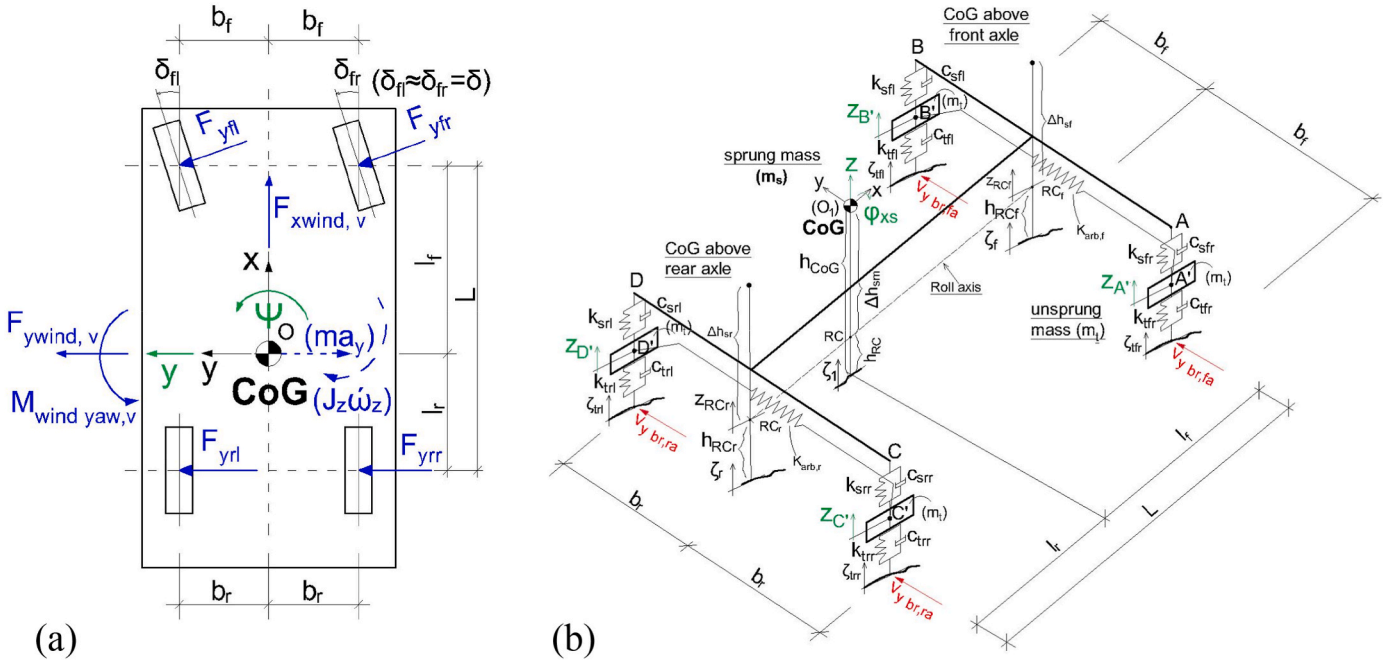 b_f
b_f
δ_fl
δ_fr
(δ_fl≈δ_fr=δ)
F_yfl
F_yfr
F_xwind, v
x
l_f
L
Ψ
F_ywind, v
O
(ma_y)
y
y
CoG
M_wind yaw,v
(J_zώ_z)
l_r
F_yrl
F_yrr
b_r
b_r
(a)
CoG above
front axle
B
b_f
c_sfl
k_sfl
(m_t)
Z_B'
B'
Δh_sf
b_f
c_tfl
k_tfl
sprung mass
(m_s)
z
ζ_tfl
y
x
V_y br,fa
z_RCf
RC_f
(O_1)
φ_xs
CoG
h_RCf
K_arb,f
A
ζ_f
c_sfr
k_sfr
CoG above
rear axle
h_CoG
Δh_sm
(m_t)
Z_A'
A'
D
Roll axis
unsprung
mass (m_t)
c_tfr
k_tfr
c_srl
k_srl
Δh_sr
(m_t)
RC
h_RC
ζ_tfr
Z_D'
D'
ζ_1
V_y br,fa
c_trl
k_trl
z_RCr
RC_r
ζ_trl
h_RCr
V_y br,ra
K_arb,r
C
l_f
ζ_r
c_srr
k_srr
L
Z_C'
C'
(m_t)
b_r
c_trr
k_trr
l_r
ζ_trr
b_r
V_y br,ra
(b)